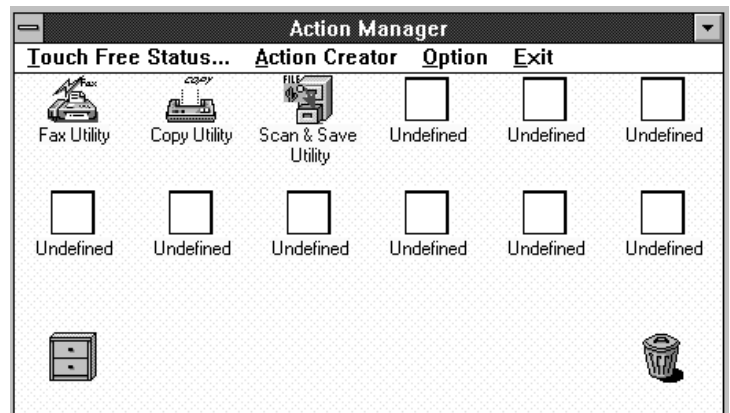 Action Manager
Touch Free Status... Action Creator Option Exit
Fax
COPY
FILE
Fax Utility Copy Utility Scan & Save Utility Undefined Undefined Undefined
Undefined Undefined Undefined Undefined Undefined Undefined